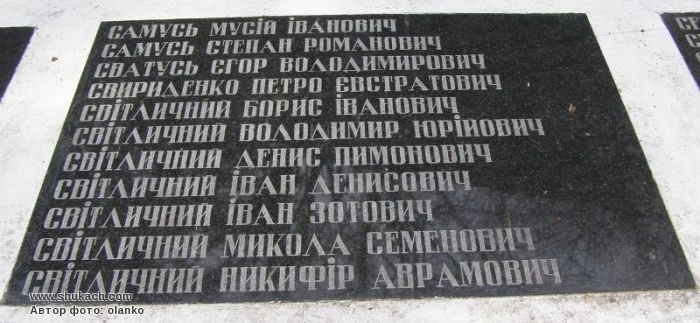 САМУСЬ МУСІЙ ІВАНОВИЧ
САМУСЬ СТЕПАН РОМАНОВИЧ
СВАТУСЬ ЄГОР ВОЛОДИМИРОВИЧ
СВИРИДЕНКО ПЕТРО ЄВСТРАТОВИЧ
СВІТЛИЧНИЙ БОРИС ІВАНОВИЧ
СВІТЛИЧНИЙ ВОЛОДИМИР ЮРІЙОВИЧ
СВІТЛИЧНИЙ ДЕНИС ПИМОНОВИЧ
СВІТЛИЧНИЙ ІВАН ДЕНИСОВИЧ
СВІТЛИЧНИЙ ІВАН ЗОТОВИЧ
СВІТЛИЧНИЙ МИКОЛА СЕМЕНОВИЧ
СВІТЛИЧНИЙ НИКИФІР АВРАМОВИЧ
www.shukach.com
Автор фото: olanko